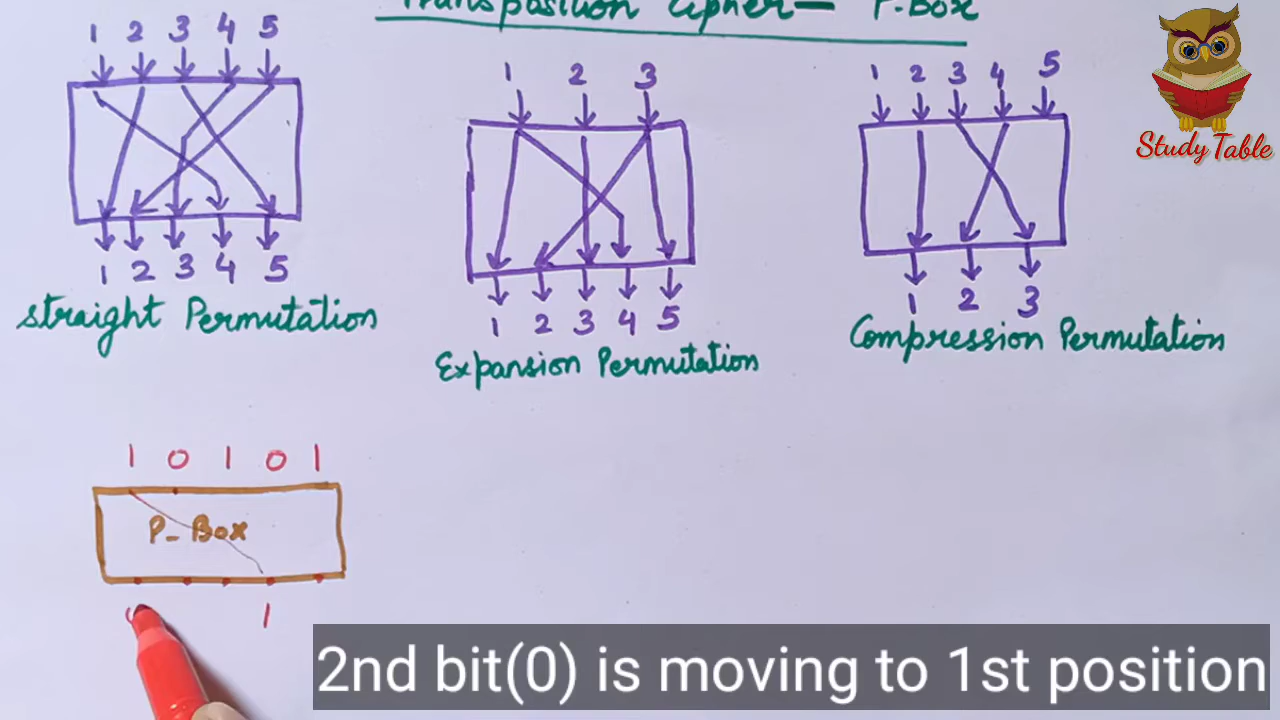 Transposition Cipher— P-Box
1 2 3 4 5
1 2 3 4 5
straight Permutation
1 2 3
1 2 3 4 5
Expansion Permutation
1 2 3 4 5
1 2 3
Compression Permutation
Study Table
1 0 1 0 1
P-Box
1
2nd bit(0) is moving to 1st position